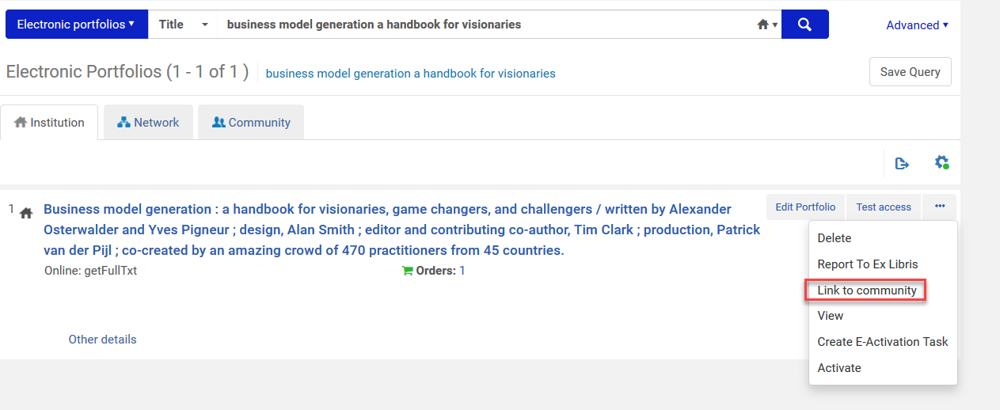 Electronic portfolios Title business model generation a handbook for visionaries Advanced
Electronic Portfolios (1 - 1 of 1 ) business model generation a handbook for visionaries Save Query
Institution Network Community
1 Business model generation : a handbook for visionaries, game changers, and challengers / written by Alexander
Osterwalder and Yves Pigneur ; design, Alan Smith ; editor and contributing co-author, Tim Clark ; production, Patrick
van der Pijl ; co-created by an amazing crowd of 470 practitioners from 45 countries.
Online: getFullTxt Orders: 1
Other details
Edit Portfolio Test access ...
Delete
Report To Ex Libris
Link to community
View
Create E-Activation Task
Activate